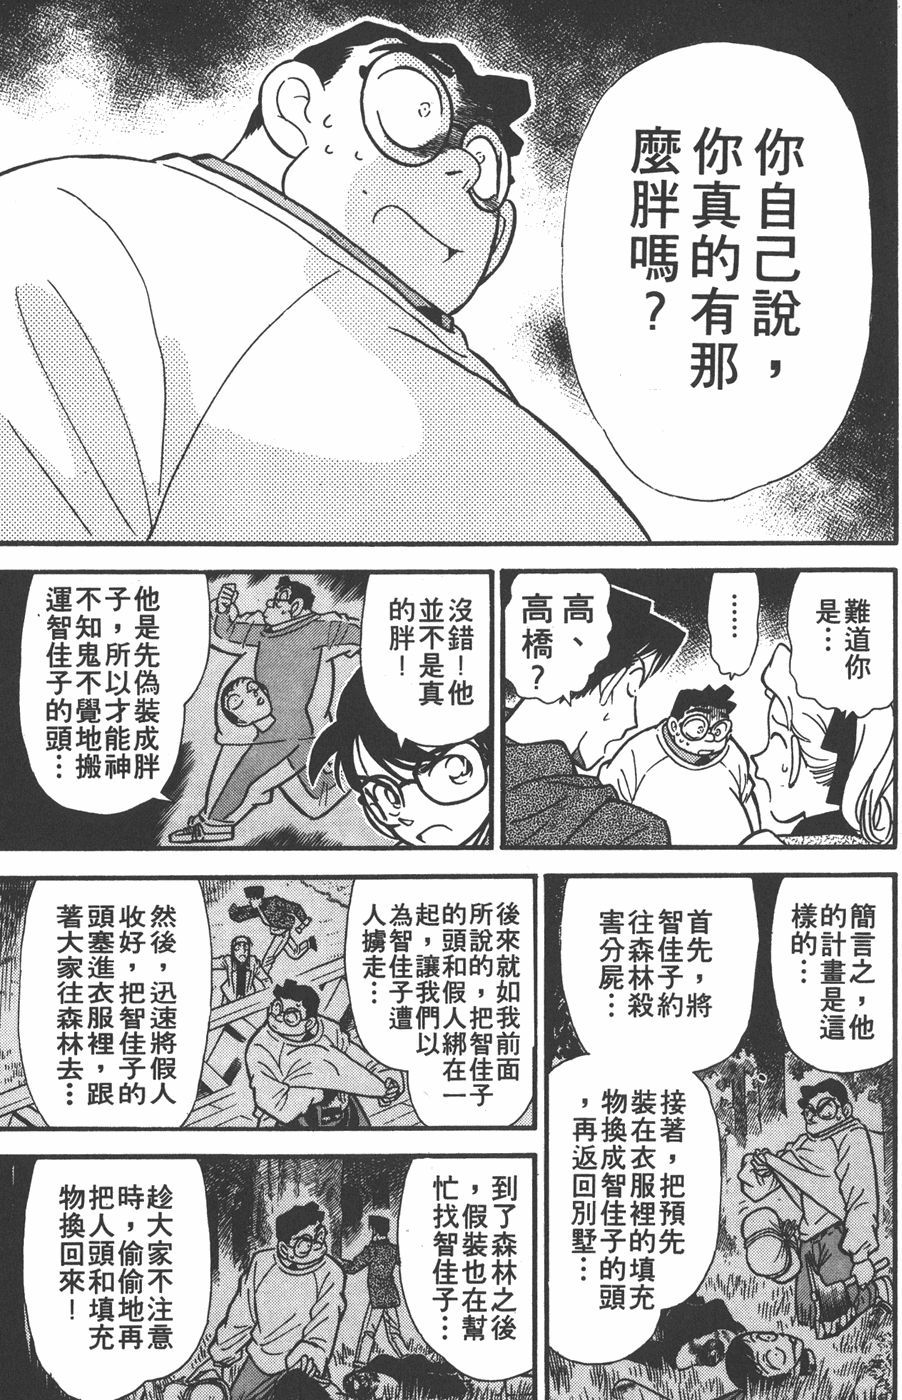 你自己說，
你真的有那
麼胖嗎？
難道你
是…
……
高、
高橋？
沒錯！他
並不是真
的胖！
他是先偽裝成胖
子，所以才能神
不知鬼不覺地搬
運智佳子的頭…
簡言之，他
的計畫是這
樣的…
首先，將
智佳子約
往森林殺
害分屍…
接著，把預先
裝在衣服裡的填充
物換成智佳子的頭
，再返回別墅…
後來就如我前面
所說的，把智佳子
的頭和假人綁在一
起，讓我們以
為智佳子遭
人擄走…
然後，迅速將假人
收好，把智佳子的
頭塞進衣服裡，跟
著大家往森林去…
到了森林之後
，假裝也在幫
忙找智佳子…
趁大家不注意
時，偷偷地再
把人頭和填充
物換回來！